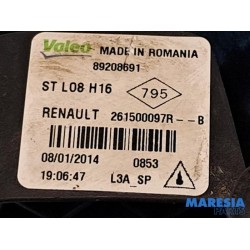 Valeo
MADE IN ROMANIA
89208691
ST L08 H16
795
RENAULT 261500097R--B
08/01/2014 0853
19:06:47 L3A_SP
MARESIA